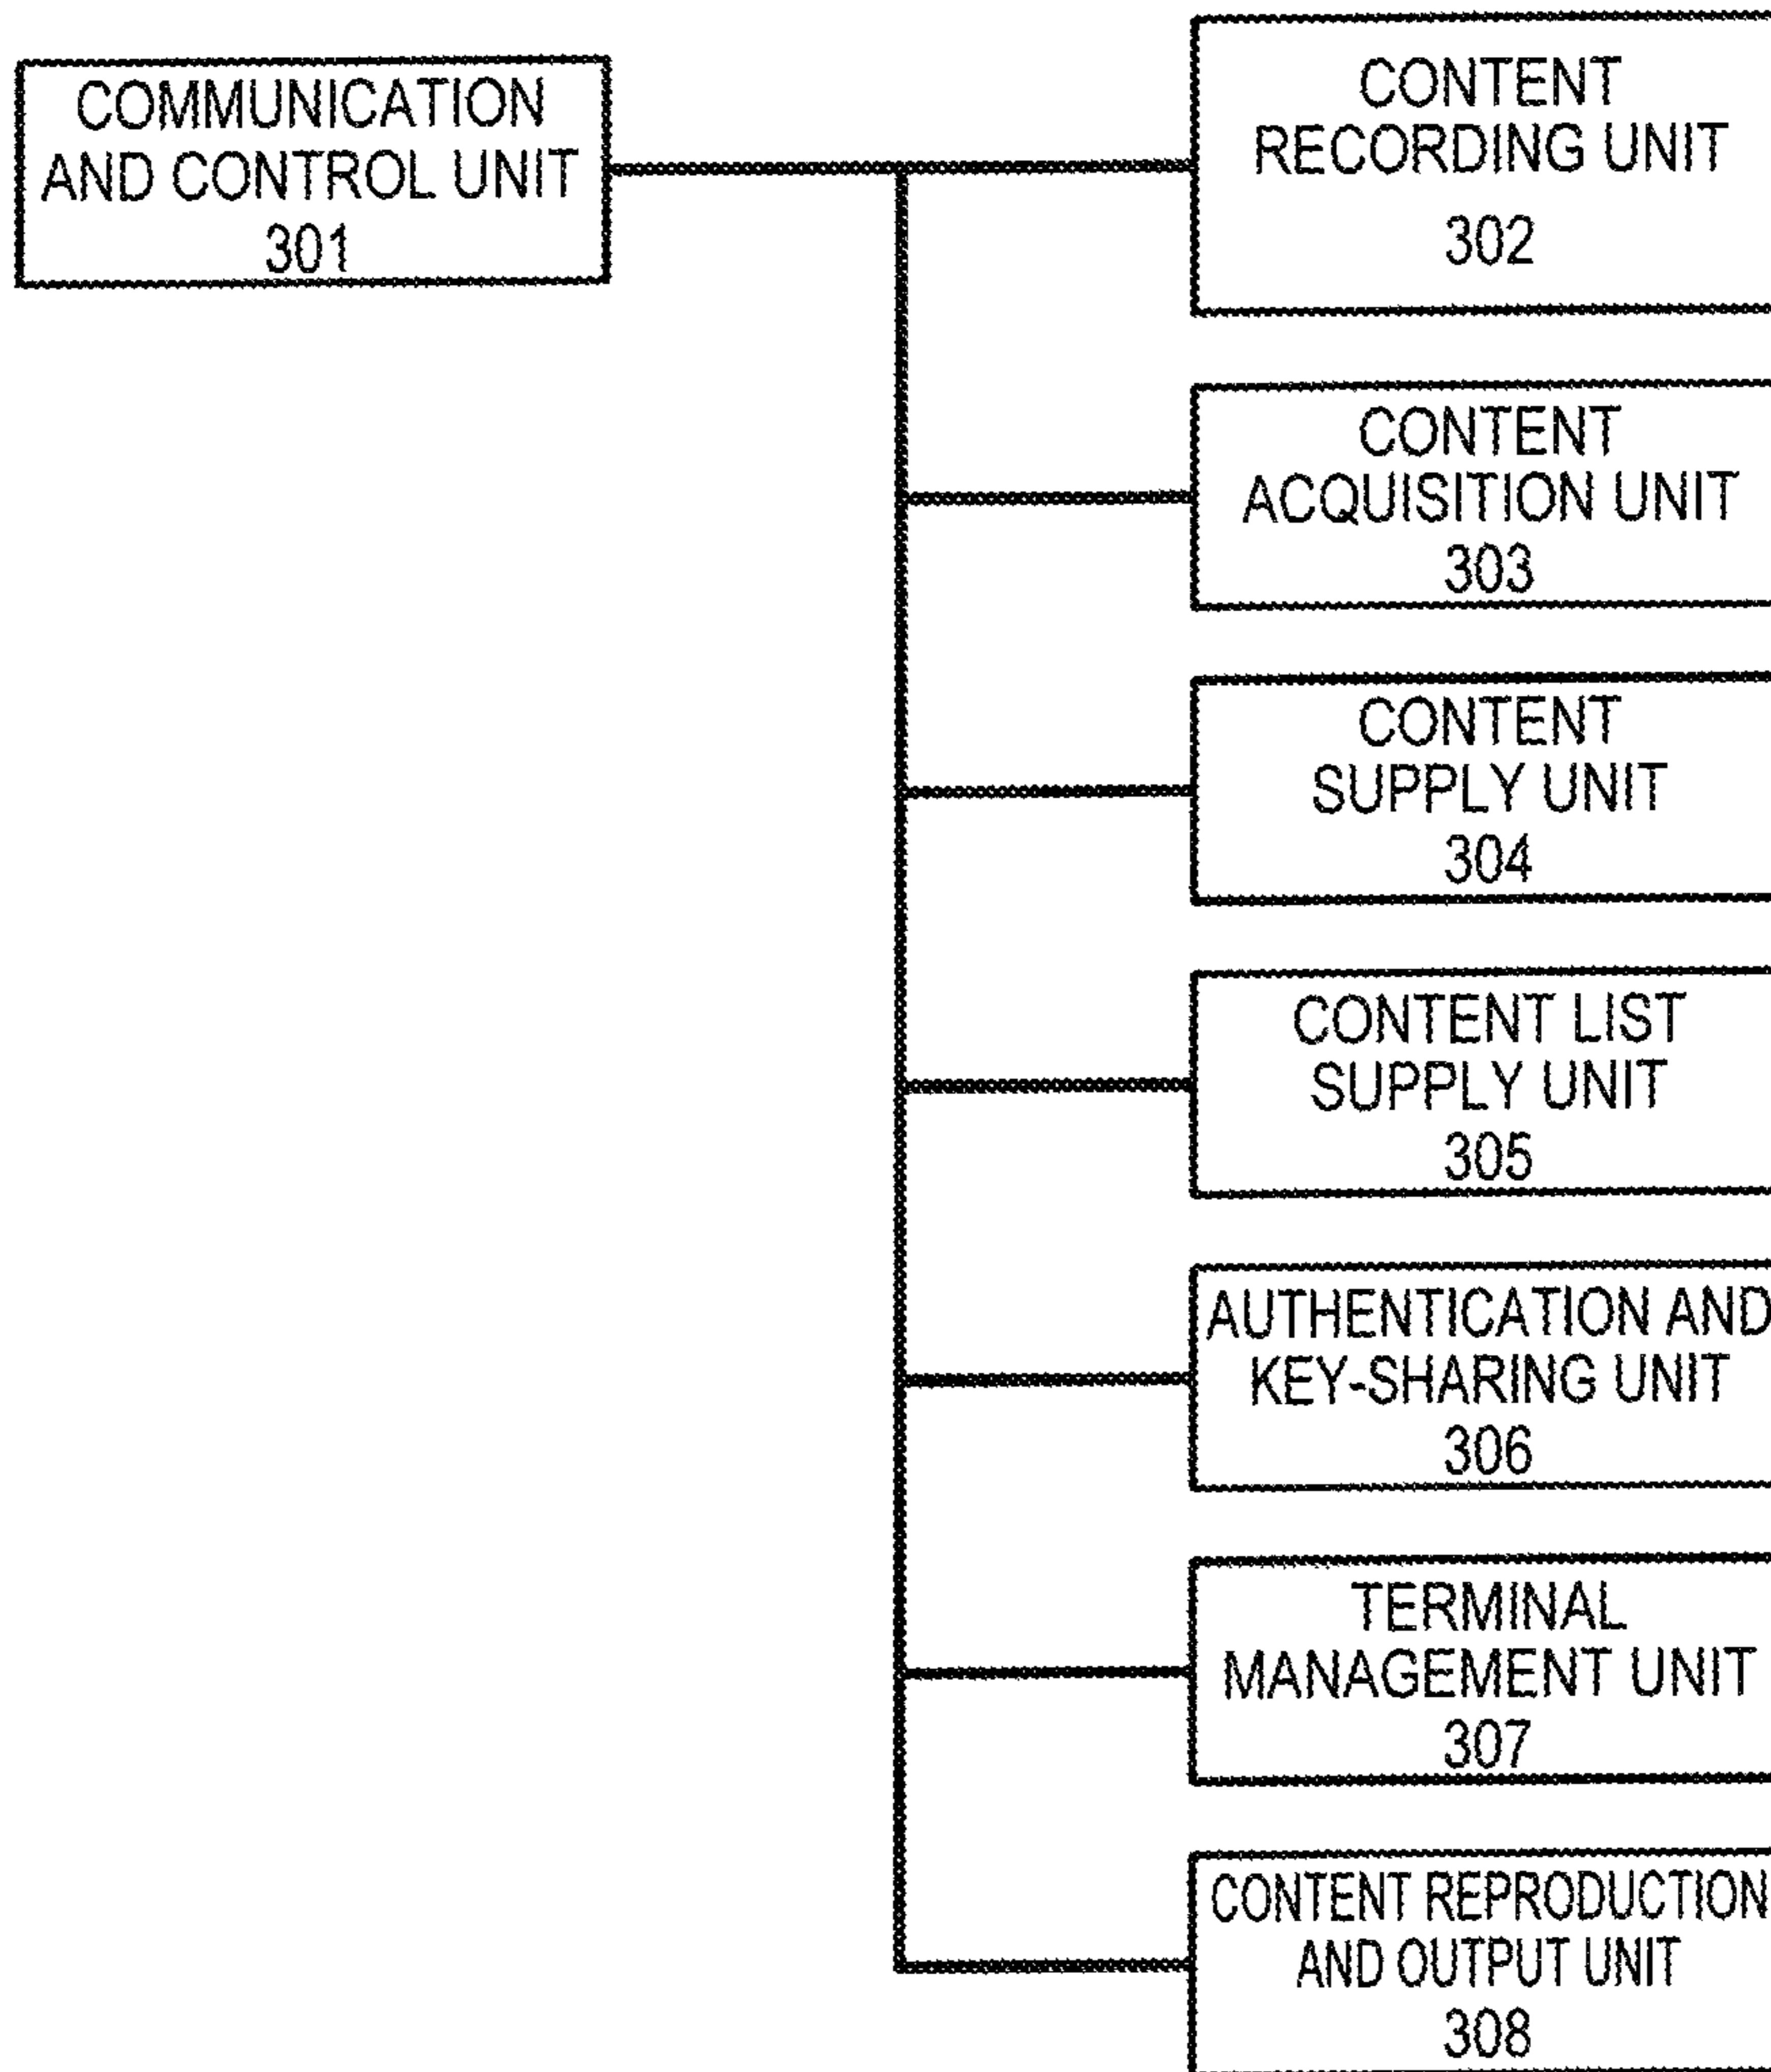 COMMUNICATION
AND CONTROL UNIT
301
CONTENT
RECORDING UNIT
302
CONTENT
ACQUISITION UNIT
303
CONTENT
SUPPLY UNIT
304
CONTENT LIST
SUPPLY UNIT
305
AUTHENTICATION AND
KEY-SHARING UNIT
306
TERMINAL
MANAGEMENT UNIT
307
CONTENT REPRODUCTION
AND OUTPUT UNIT
308